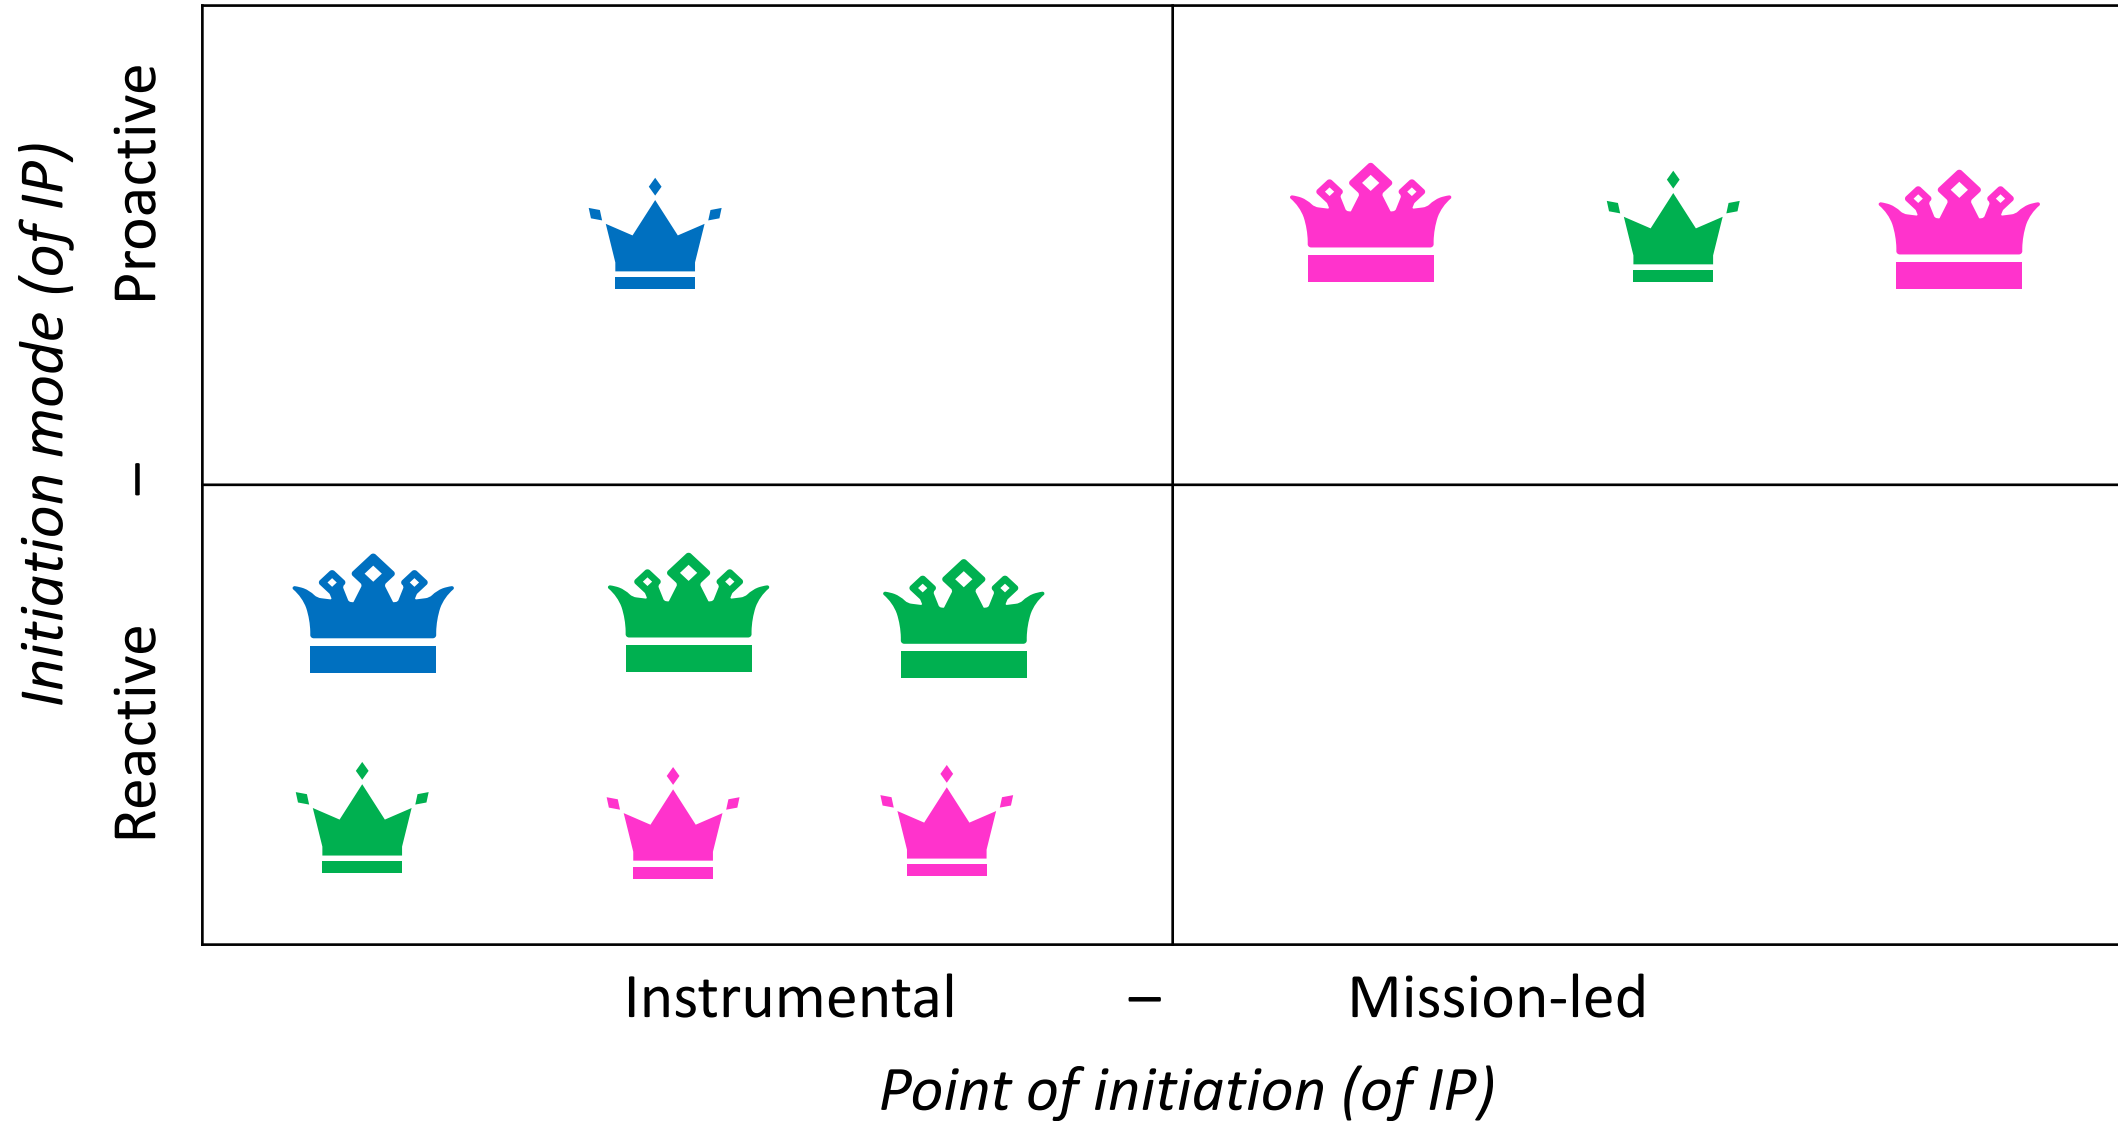 Initiation mode (of IP)
Reactive – Proactive
Instrumental – Mission-led
Point of initiation (of IP)